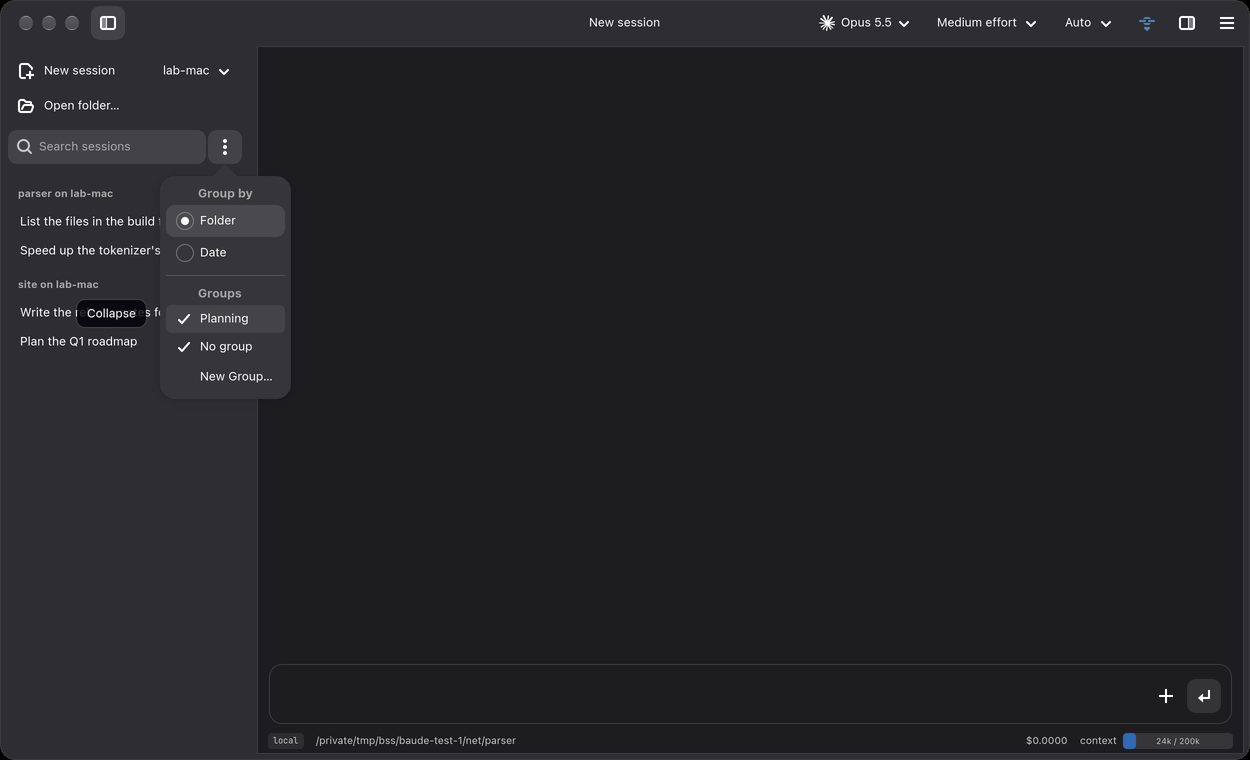 New session
Opus 5.5
Medium effort
Auto
New session
lab-mac
Open folder...
Search sessions
parser on lab-mac
List the files in the build
Speed up the tokenizer's
site on lab-mac
Write the
Collapse
Plan the Q1 roadmap
Group by
Folder
Date
Groups
Planning
No group
New Group...
local
/private/tmp/bss/baude-test-1/net/parser
$0.0000
context
24k / 200k